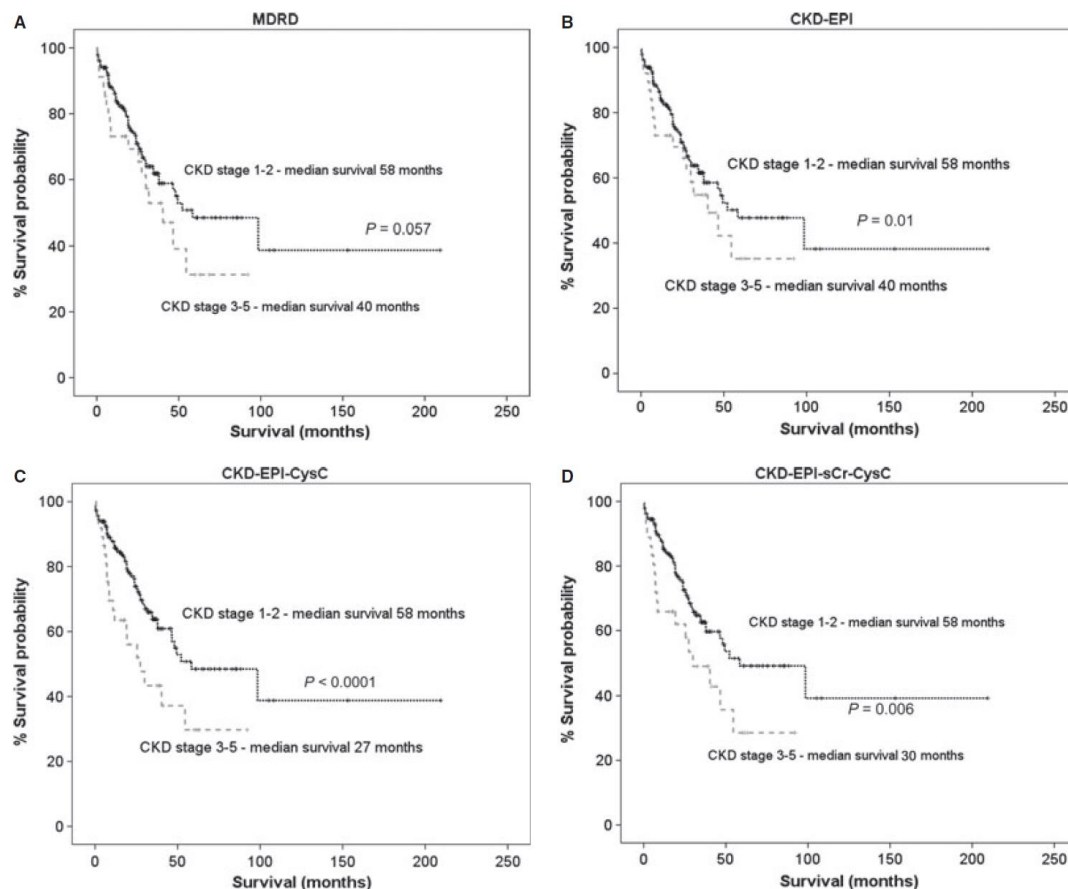 A
MDRD
% Survival probability
100
80
60
40
20
0
CKD stage 1-2 - median survival 58 months
P = 0.057
CKD stage 3-5 - median survival 40 months
0 50 100 150 200 250
Survival (months)
B
CKD-EPI
% Survival probability
100
80
60
40
20
0
CKD stage 1-2 - median survival 58 months
P = 0.01
CKD stage 3-5 - median survival 40 months
0 50 100 150 200 250
Survival (months)
C
CKD-EPI-CysC
% Survival probability
100
80
60
40
20
0
CKD stage 1-2 - median survival 58 months
P < 0.0001
CKD stage 3-5 - median survival 27 months
0 50 100 150 200 250
Survival (months)
D
CKD-EPI-sCr-CysC
% Survival probability
100
80
60
40
20
0
CKD stage 1-2 - median survival 58 months
P = 0.006
CKD stage 3-5 - median survival 30 months
0 50 100 150 200 250
Survival (months)